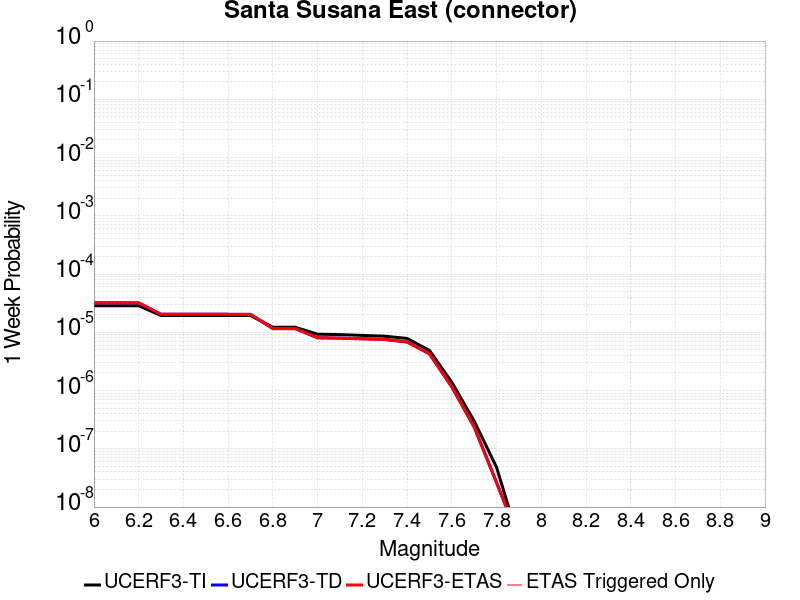 Santa Susana East (connector)
10^0
10^-1
10^-2
10^-3
10^-4
10^-5
10^-6
10^-7
10^-8
1 Week Probability
6 6.2 6.4 6.6 6.8 7 7.2 7.4 7.6 7.8 8 8.2 8.4 8.6 8.8 9
Magnitude
UCERF3-TI UCERF3-TD UCERF3-ETAS ETAS Triggered Only